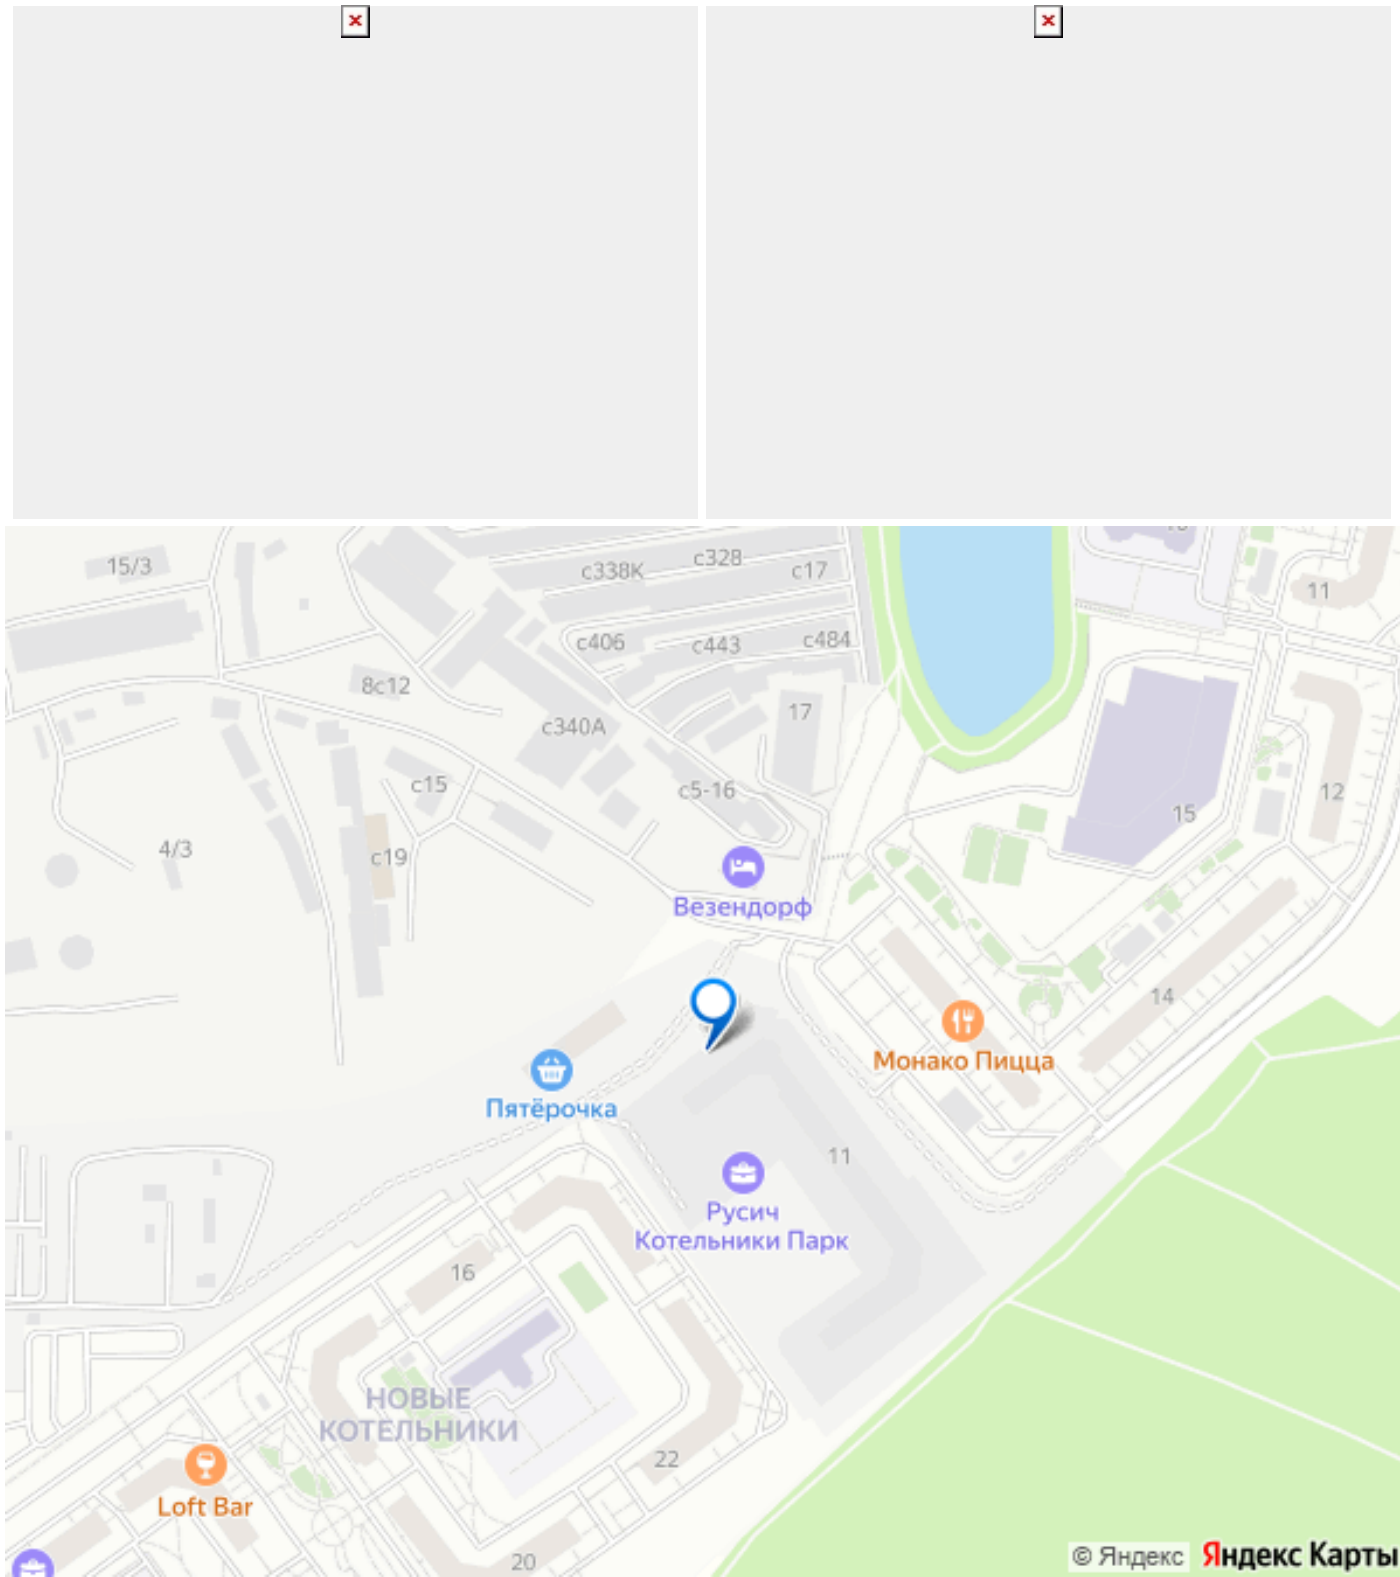 15/3
с338К
с328
с17
11
с406
с443
с484
8с12
17
с340А
с15
с5-16
12
15
4/3
с19
Везендорф
14
Монако Пицца
Пятёрочка
11
Русич
Котельники Парк
16
НОВЫЕ
КОТЕЛЬНИКИ
22
Loft Bar
20
© Яндекс Яндекс Карты